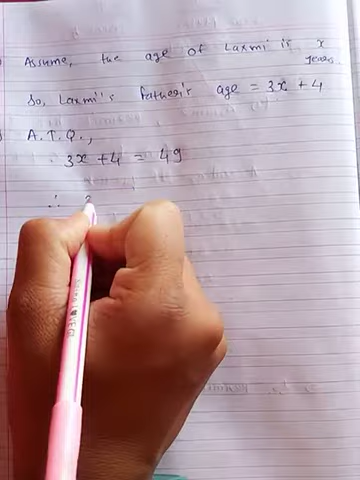 Assume, the age of Laxmi is x
years.
So, Laxmi's father's age = 3x + 4
A.T.Q.,
3x + 4 = 49
∴